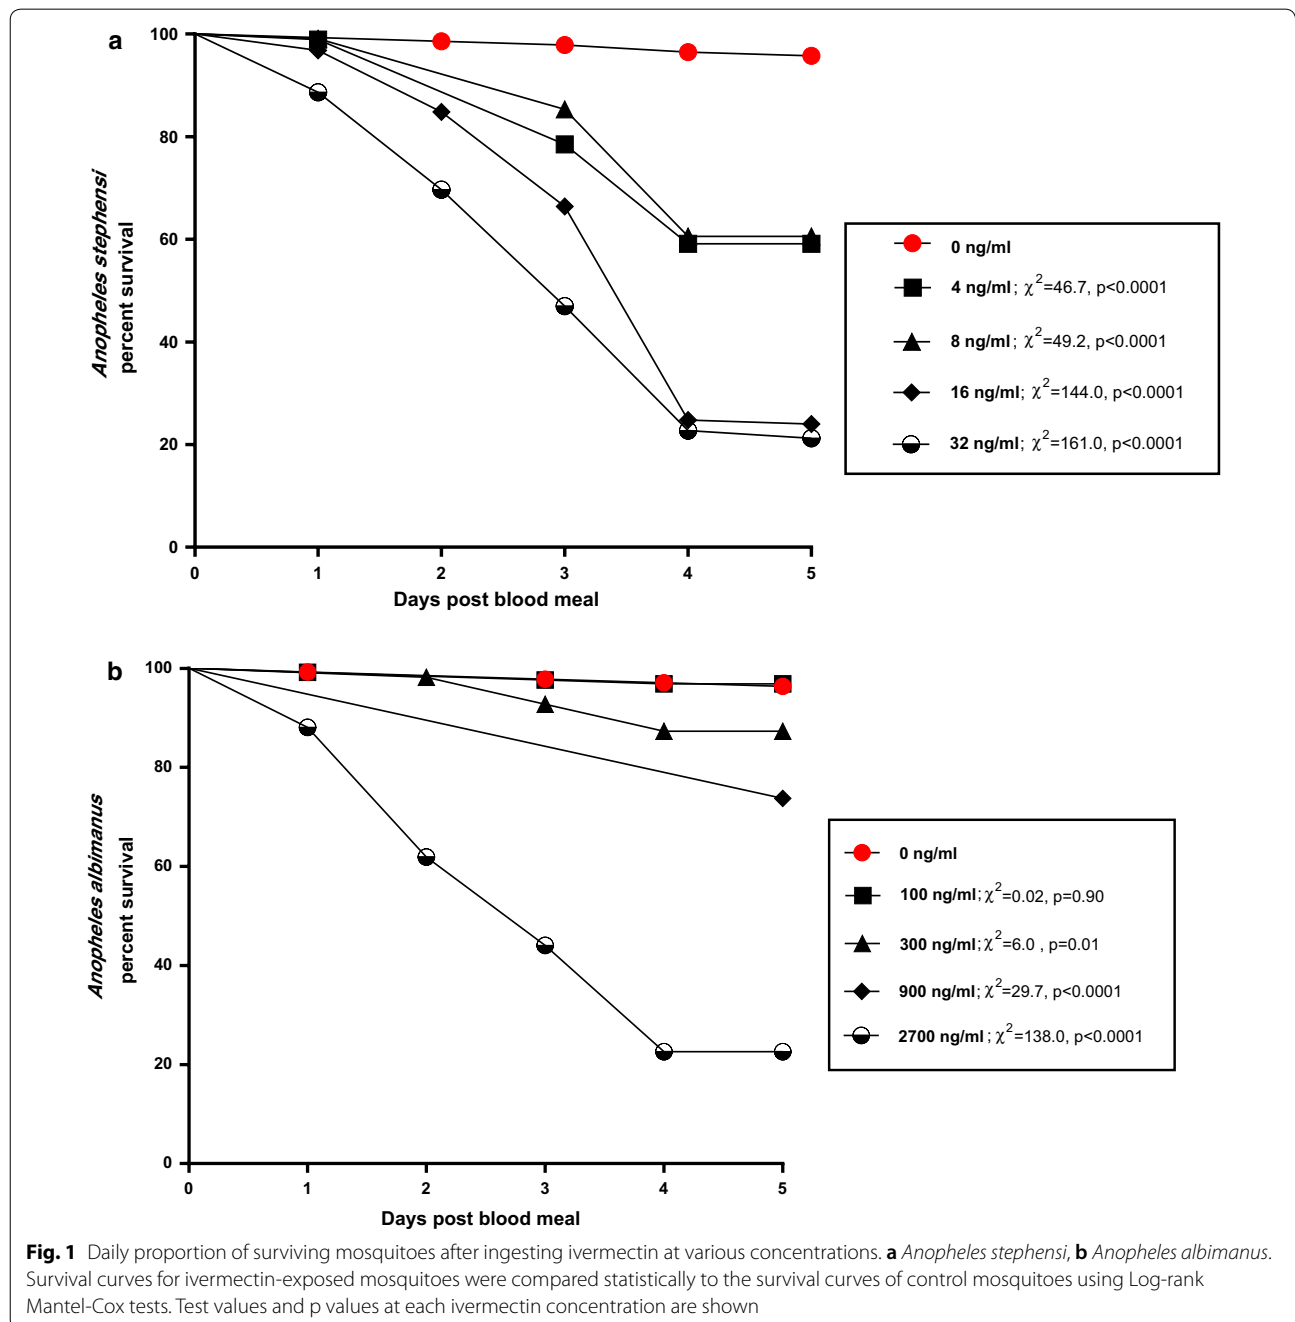 a
100
80
60
40
20
0
Anopheles stephensi
percent survival
0 1 2 3 4 5
Days post blood meal
0 ng/ml
4 ng/ml; χ²=46.7, p<0.0001
8 ng/ml; χ²=49.2, p<0.0001
16 ng/ml; χ²=144.0, p<0.0001
32 ng/ml; χ²=161.0, p<0.0001
b
100
80
60
40
20
0
Anopheles albimanus
percent survival
0 1 2 3 4 5
Days post blood meal
0 ng/ml
100 ng/ml; χ²=0.02, p=0.90
300 ng/ml; χ²=6.0 , p=0.01
900 ng/ml; χ²=29.7, p<0.0001
2700 ng/ml; χ²=138.0, p<0.0001
Fig. 1 Daily proportion of surviving mosquitoes after ingesting ivermectin at various concentrations. a Anopheles stephensi, b Anopheles albimanus.
Survival curves for ivermectin-exposed mosquitoes were compared statistically to the survival curves of control mosquitoes using Log-rank
Mantel-Cox tests. Test values and p values at each ivermectin concentration are shown